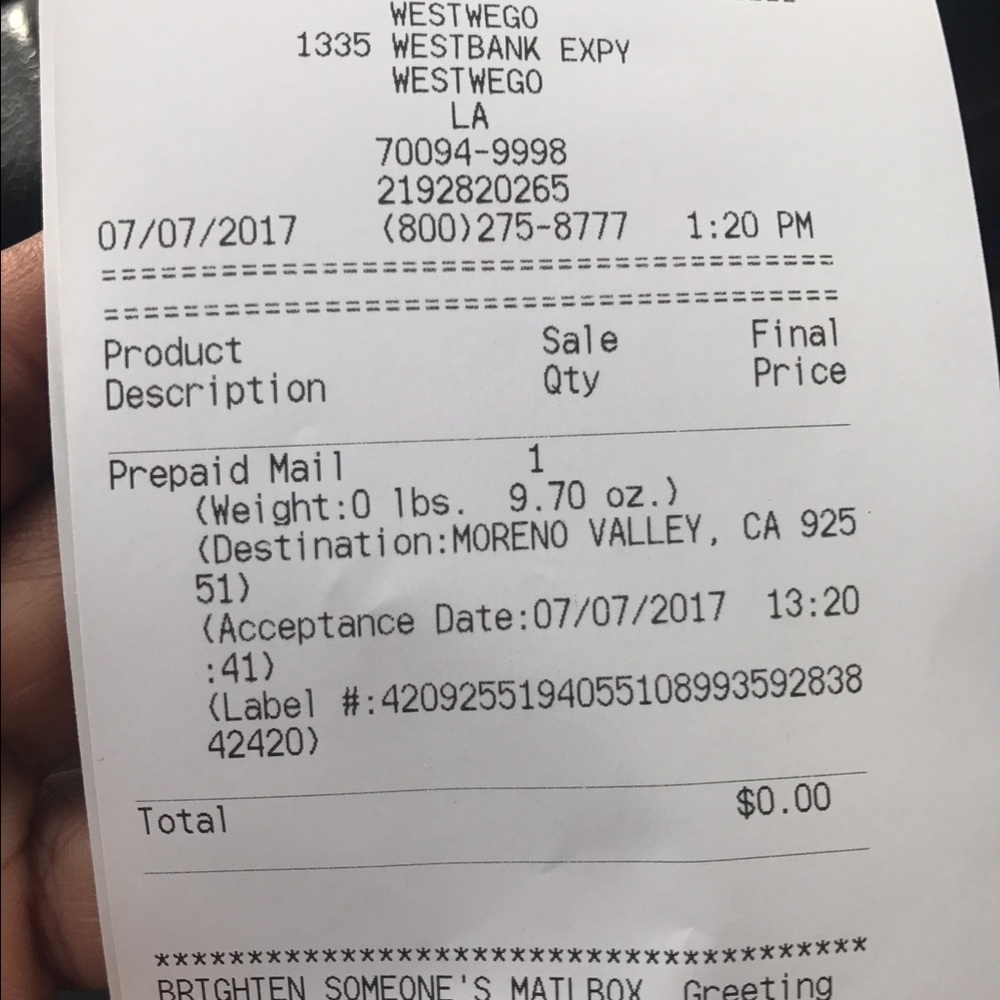 WESTWEGO
1335 WESTBANK EXPY
WESTWEGO
LA
70094-9998
2192820265
07/07/2017 (800)275-8777 1:20 PM
========================================
========================================
Product Sale Final
Description Qty Price
Prepaid Mail 1
(Weight:0 lbs. 9.70 oz.)
(Destination:MORENO VALLEY, CA 925
51)
(Acceptance Date:07/07/2017 13:20
:41)
(Label #:420925519405510899359283​8
42420)
Total $0.00
****************************************
BRIGHTEN SOMEONE'S MAILBOX Greeting